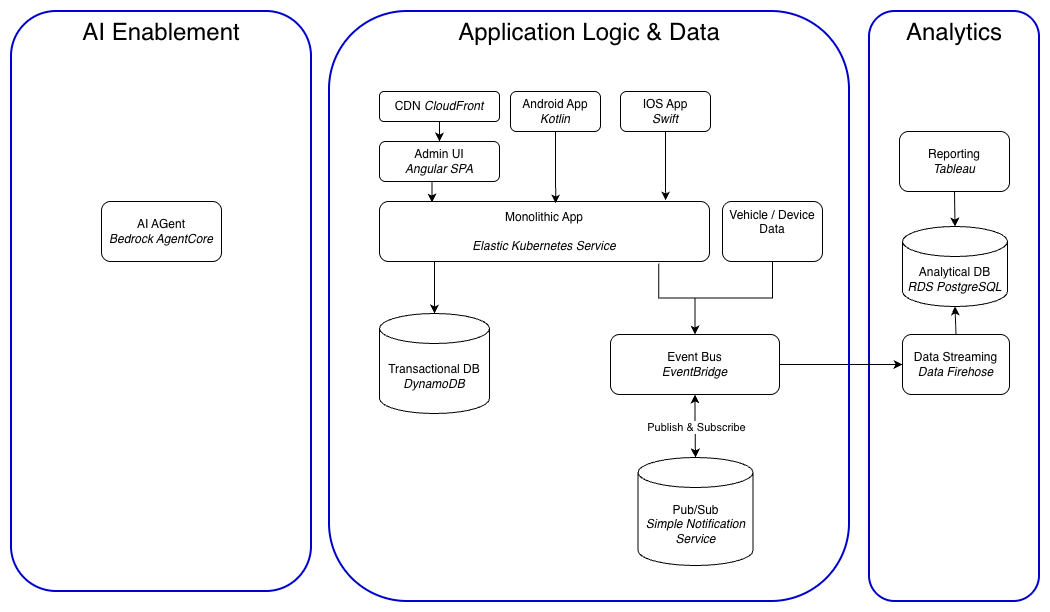 AI Enablement
AI AGent
Bedrock AgentCore
Application Logic & Data
CDN CloudFront
Admin UI
Angular SPA
Android App
Kotlin
IOS App
Swift
Monolithic App
Elastic Kubernetes Service
Vehicle / Device
Data
Transactional DB
DynamoDB
Event Bus
EventBridge
Publish & Subscribe
Pub/Sub
Simple Notification
Service
Analytics
Reporting
Tableau
Analytical DB
RDS PostgreSQL
Data Streaming
Data Firehose